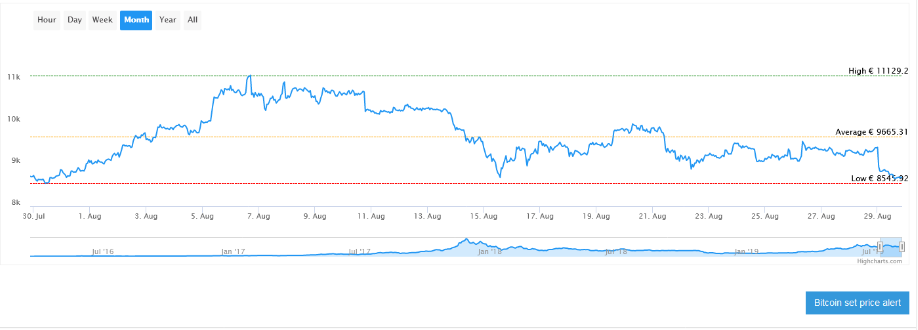 Hour Day Week Month Year All
High € 11129.2
11k
10k
Average € 9665.31
9k
Low € 8545.92
8k
30. Jul 1. Aug 3. Aug 5. Aug 7. Aug 9. Aug 11. Aug 13. Aug 15. Aug 17. Aug 19. Aug 21. Aug 23. Aug 25. Aug 27. Aug 29. Aug
Jul '16 Jan '17 Jul '17 Jan '18 Jul '18 Jan '19 Jul '19
Highcharts.com
Bitcoin set price alert